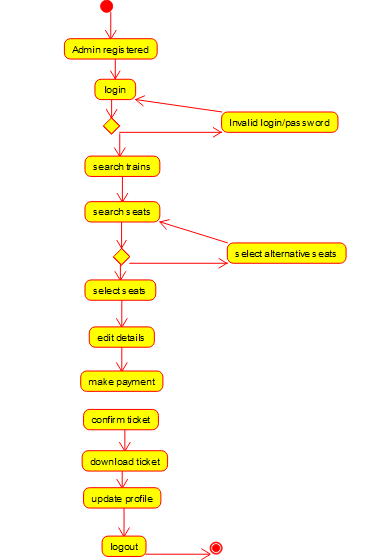 Admin registered
login
Invalid login/password
search trains
search seats
select alternative seats
select seats
edit details
make payment
confirm ticket
download ticket
update profile
logout